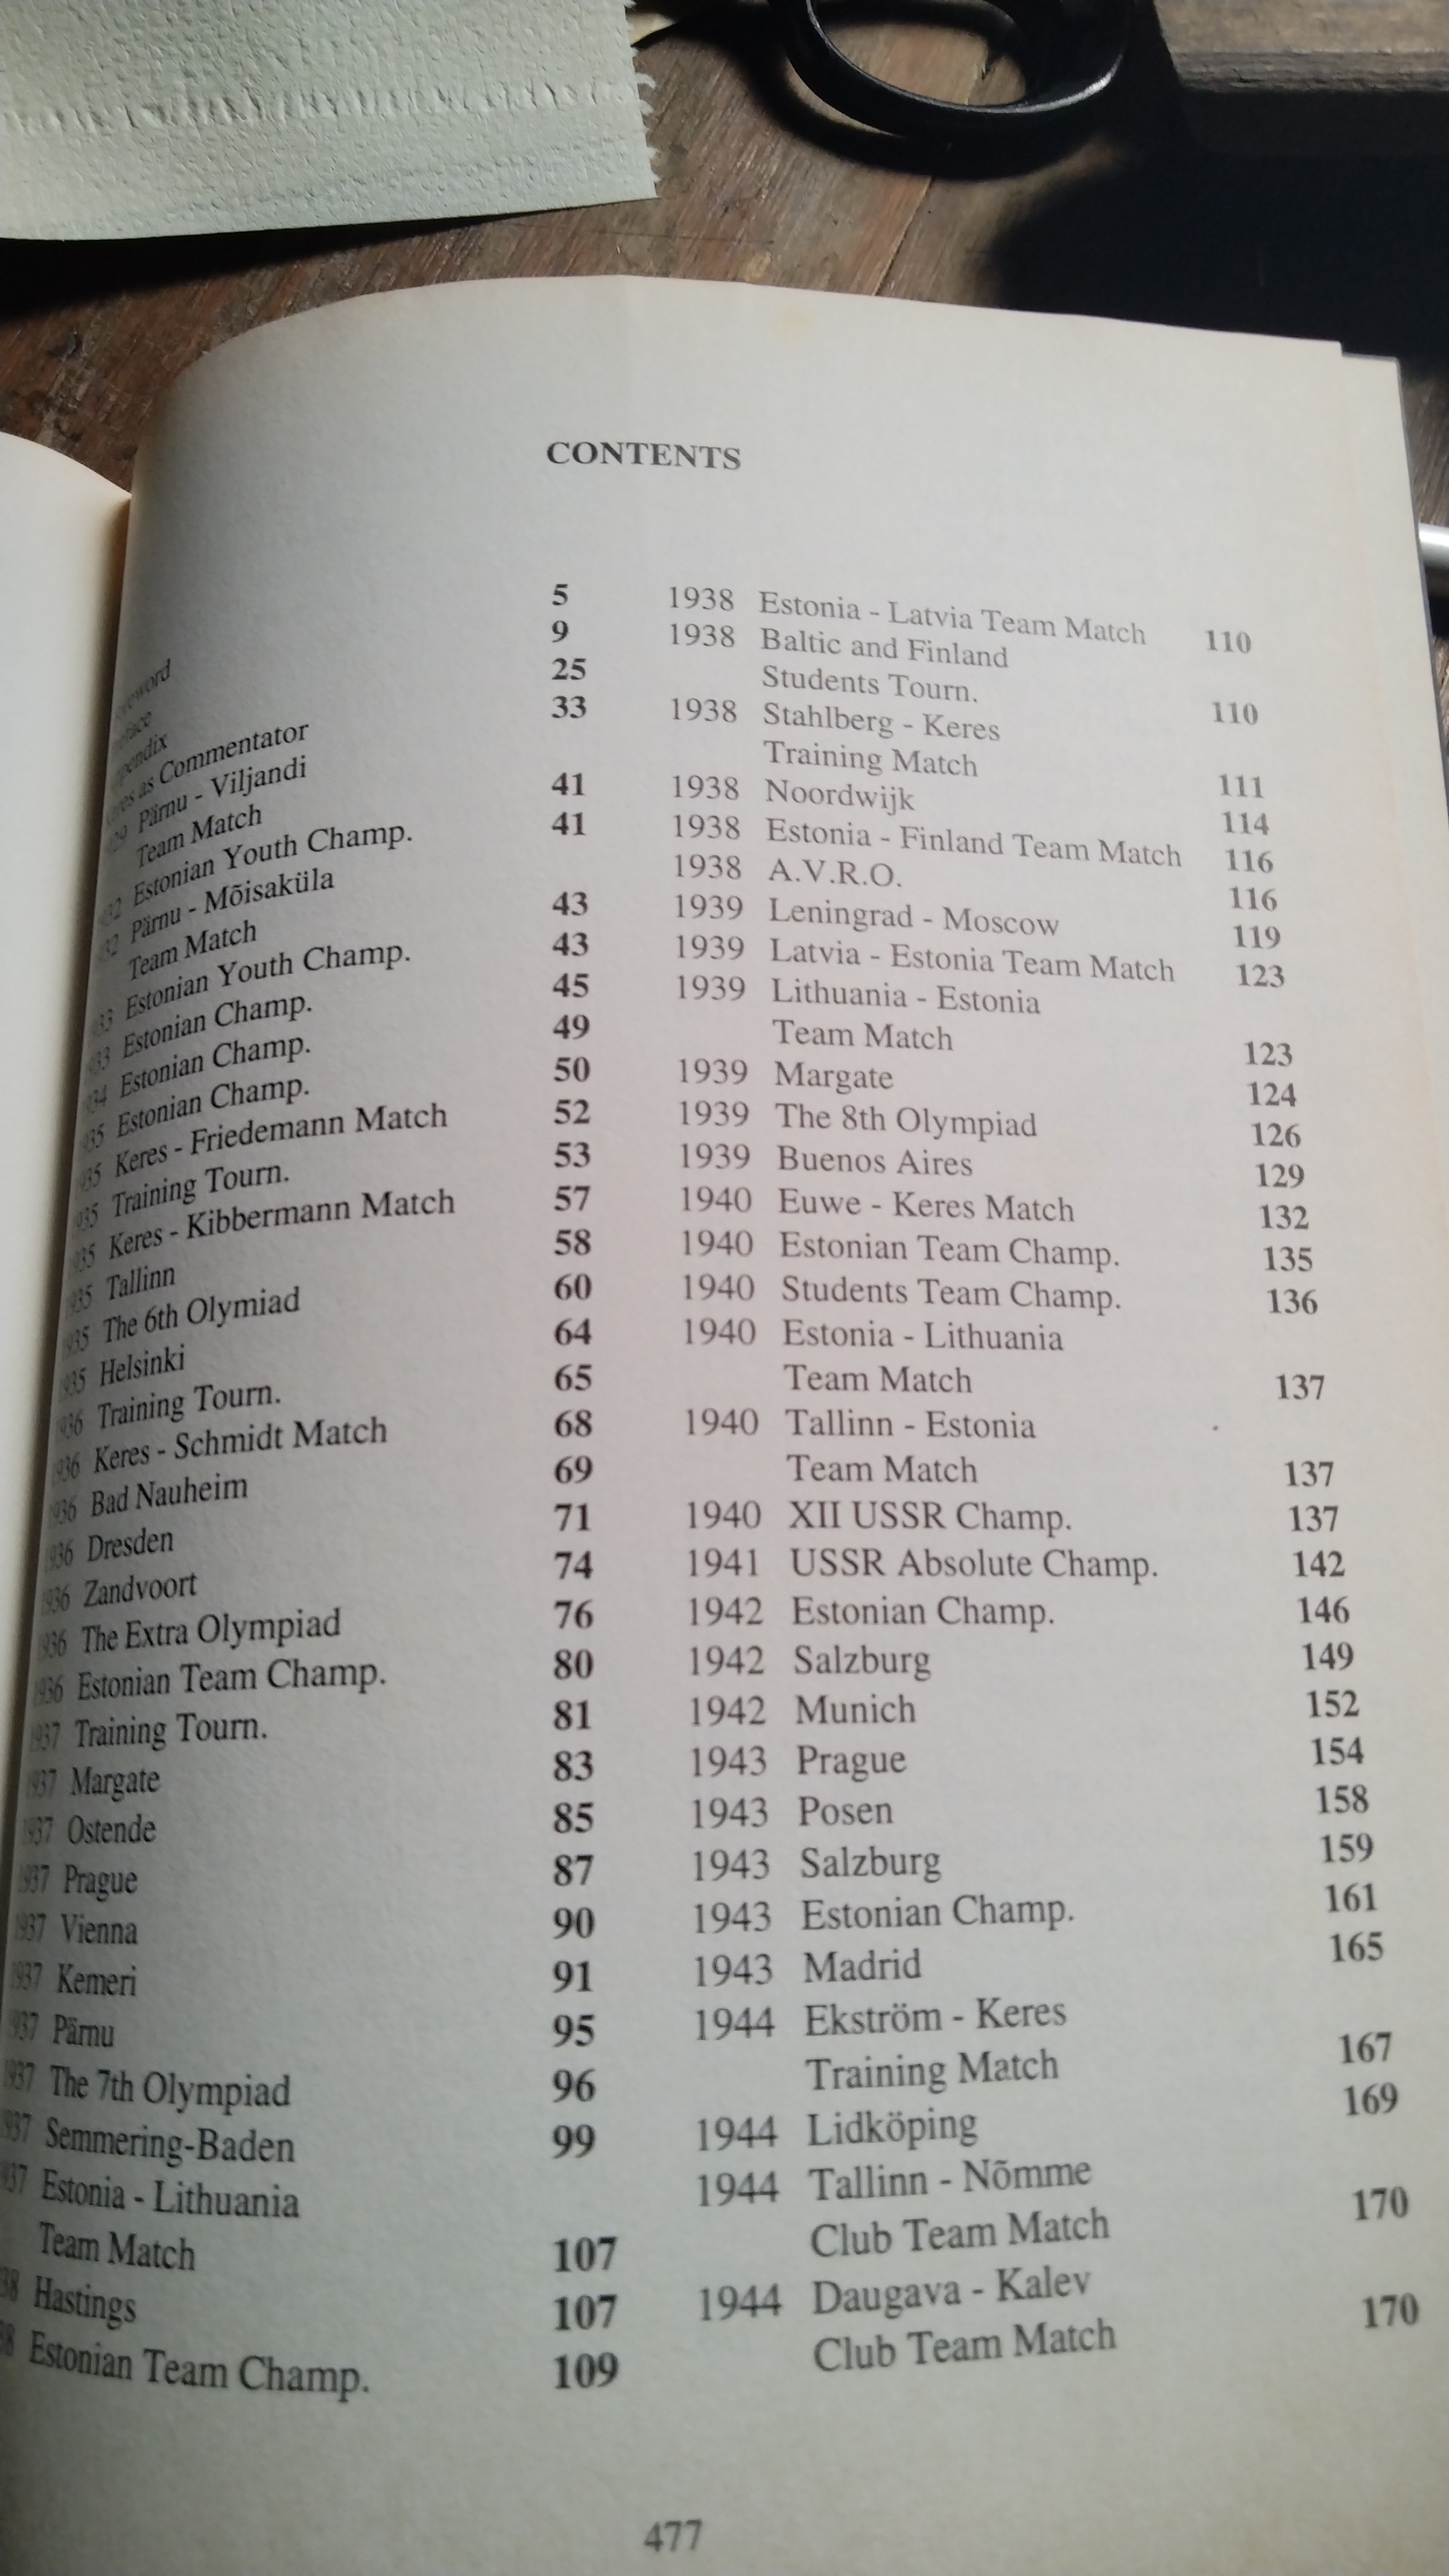 CONTENTS
5
9
25
as Commentator 33
Pärnu - Viljandi
Team Match 41
Estonian Youth Champ. 41
Pärnu - Mõisaküla
Team Match 43
Estonian Youth Champ. 43
Estonian Champ. 45
Estonian Champ. 49
Estonian Champ. 50
Keres - Friedemann Match 52
Training Tourn. 53
Keres - Kibbermann Match 57
Tallinn 58
The 6th Olymiad 60
Helsinki 64
Training Tourn. 65
Keres - Schmidt Match 68
Bad Nauheim 69
Dresden 71
Zandvoort 74
The Extra Olympiad 76
Estonian Team Champ. 80
Training Tourn. 81
Margate 83
Ostende 85
Prague 87
Vienna 90
Kemeri 91
Pärnu 95
The 7th Olympiad 96
Semmering-Baden 99
Estonia - Lithuania
Team Match 107
Hastings 107
Estonian Team Champ. 109
1938 Estonia - Latvia Team Match 110
1938 Baltic and Finland
Students Tourn. 110
1938 Stahlberg - Keres
Training Match 111
1938 Noordwijk 114
1938 Estonia - Finland Team Match 116
1938 A.V.R.O. 116
1939 Leningrad - Moscow 119
1939 Latvia - Estonia Team Match 123
1939 Lithuania - Estonia
Team Match 123
1939 Margate 124
1939 The 8th Olympiad 126
1939 Buenos Aires 129
1940 Euwe - Keres Match 132
1940 Estonian Team Champ. 135
1940 Students Team Champ. 136
1940 Estonia - Lithuania
Team Match 137
1940 Tallinn - Estonia
Team Match 137
1940 XII USSR Champ. 137
1941 USSR Absolute Champ. 142
1942 Estonian Champ. 146
1942 Salzburg 149
1942 Munich 152
1943 Prague 154
1943 Posen 158
1943 Salzburg 159
1943 Estonian Champ. 161
1943 Madrid 165
1944 Ekström - Keres
Training Match 167
1944 Lidköping 169
1944 Tallinn - Nõmme
Club Team Match 170
1944 Daugava - Kalev
Club Team Match 170
477